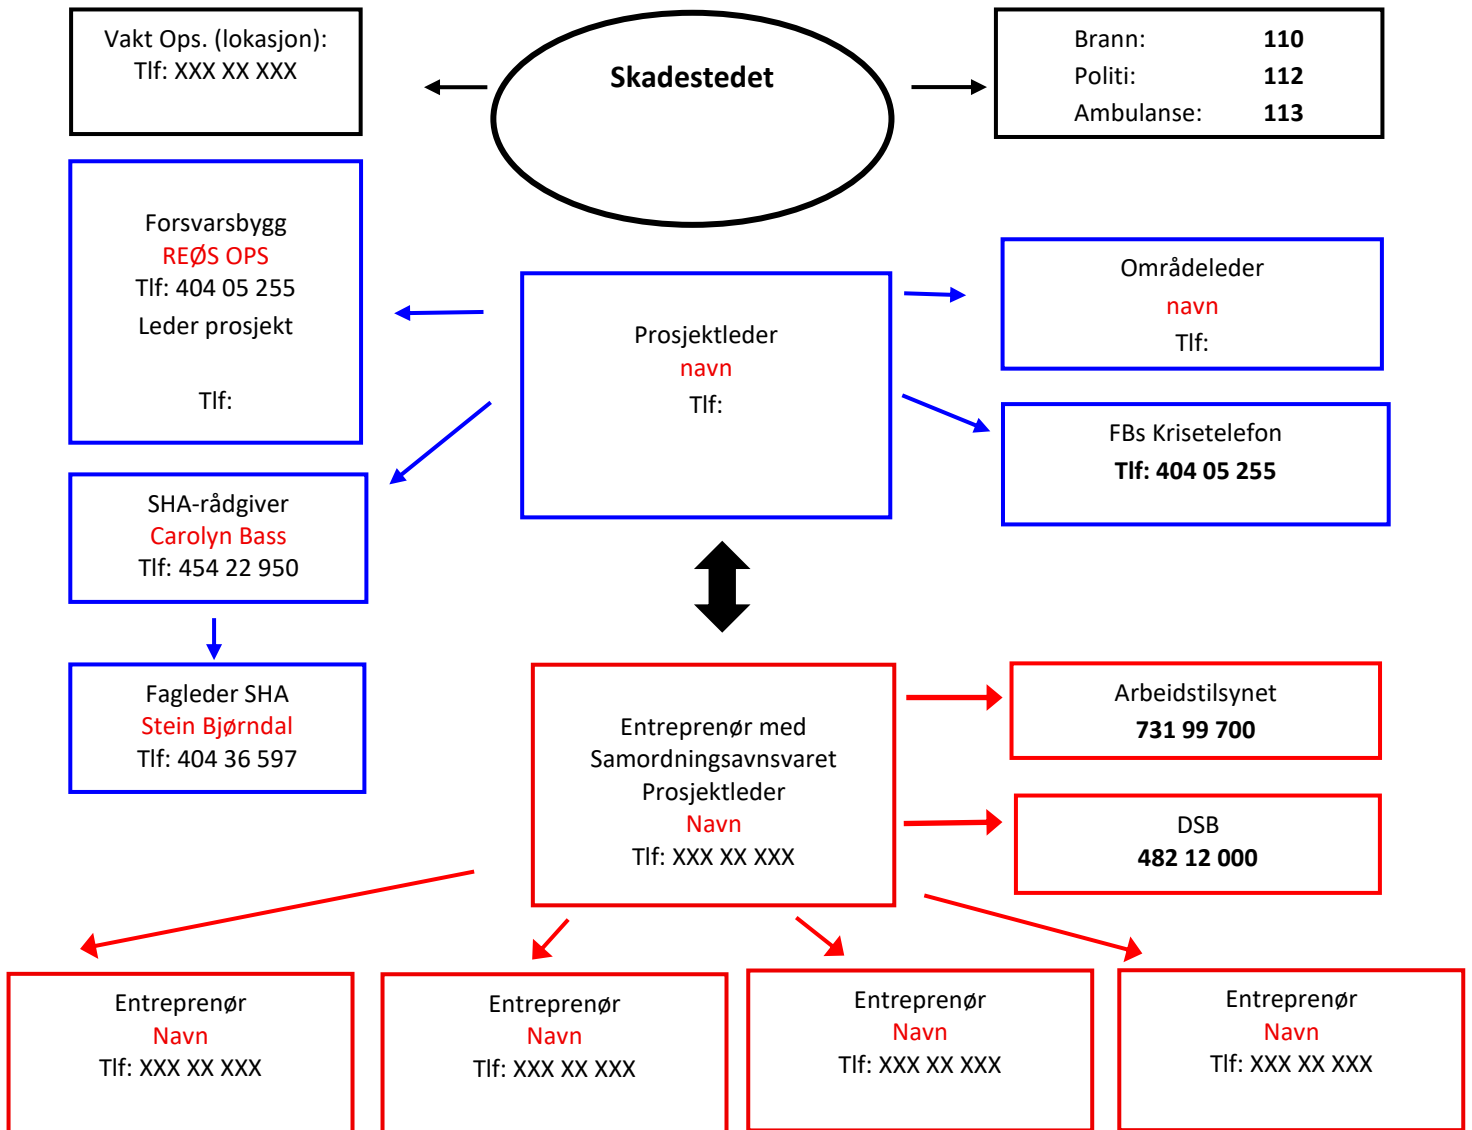 Vakt Ops. (lokasjon):
Tlf: XXX XX XXX
Skadestedet
Brann: 110
Politi: 112
Ambulanse: 113
Forsvarsbygg
REØS OPS
Tlf: 404 05 255
Leder prosjekt
Tlf:
Prosjektleder
navn
Tlf:
Områdeleder
navn
Tlf:
FBs Krisetelefon
Tlf: 404 05 255
SHA-rådgiver
Carolyn Bass
Tlf: 454 22 950
Fagleder SHA
Stein Bjørndal
Tlf: 404 36 597
Entreprenør med
Samordningsavnsvaret
Prosjektleder
Navn
Tlf: XXX XX XXX
Arbeidstilsynet
731 99 700
DSB
482 12 000
Entreprenør
Navn
Tlf: XXX XX XXX
Entreprenør
Navn
Tlf: XXX XX XXX
Entreprenør
Navn
Tlf: XXX XX XXX
Entreprenør
Navn
Tlf: XXX XX XXX